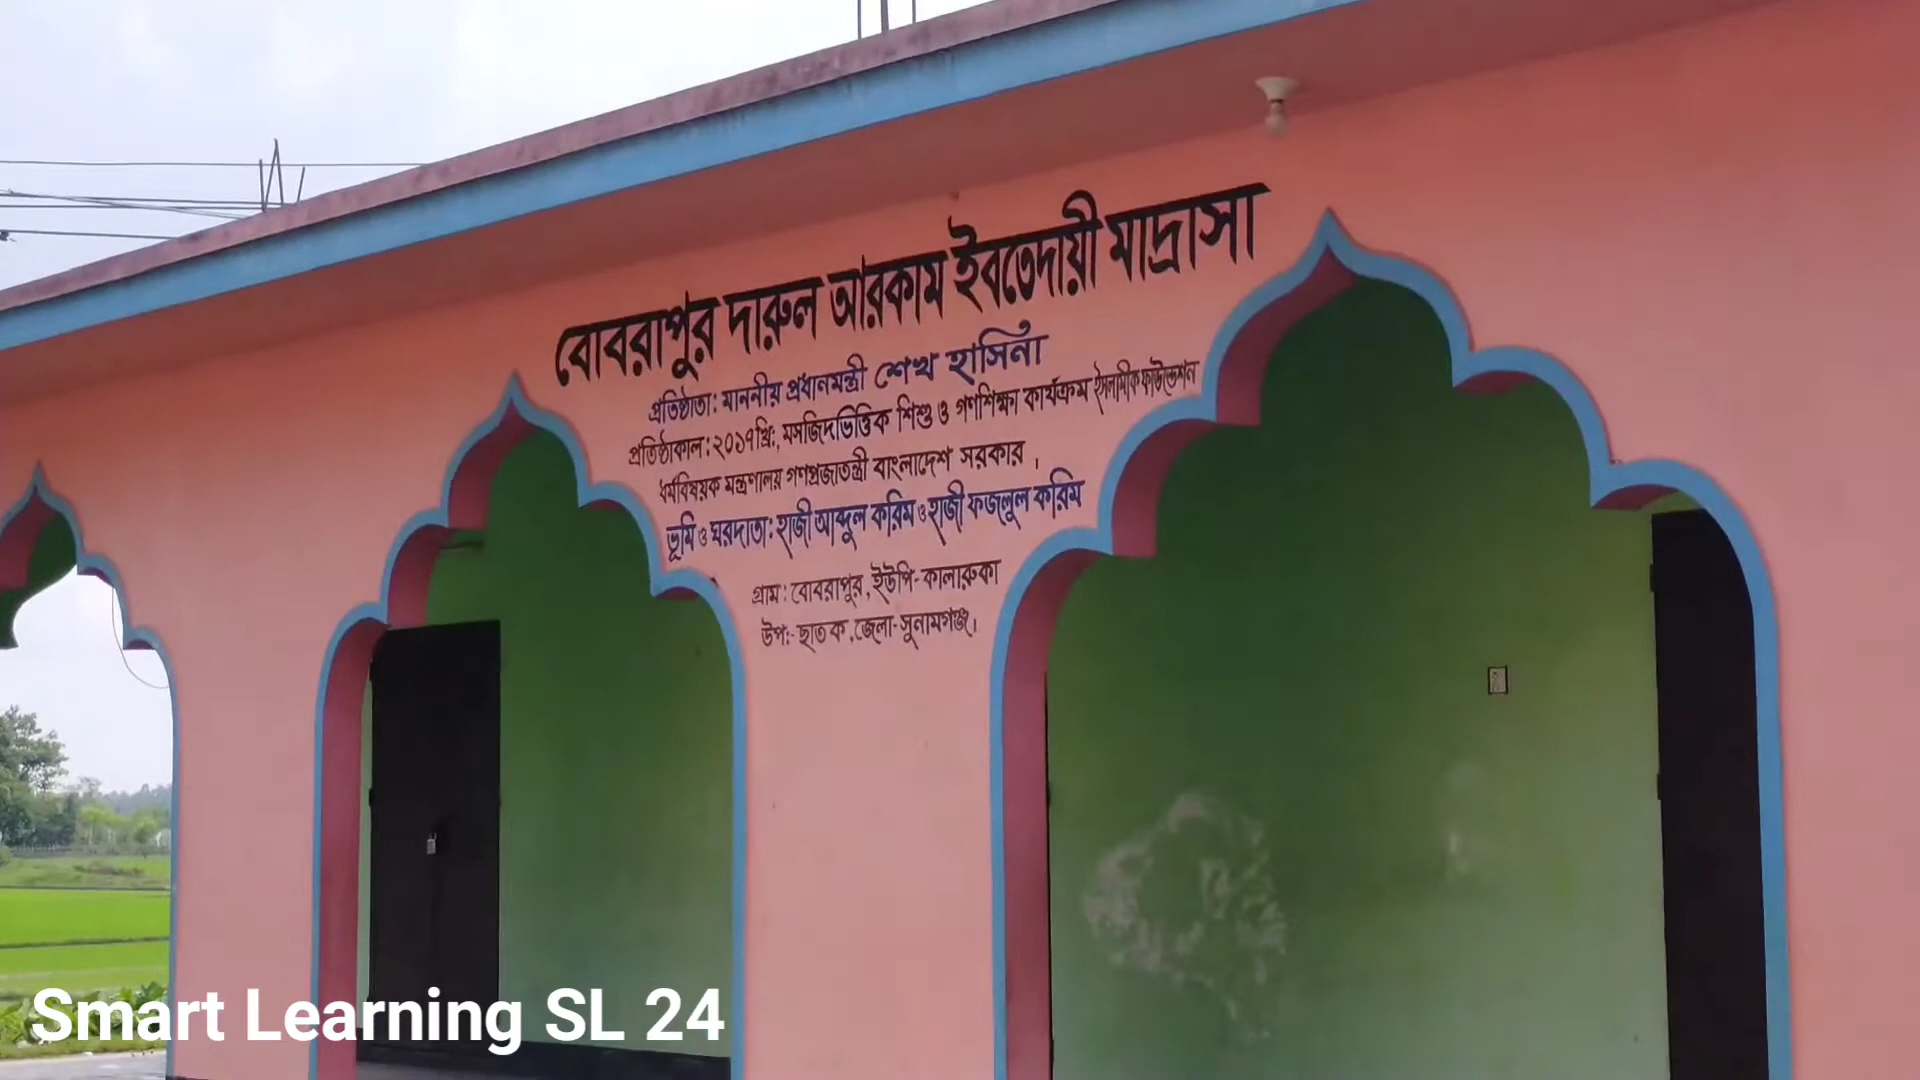 বোবরাপুর দারুল আরকাম ইবতেদায়ী মাদ্রাসা
প্রতিষ্ঠাতা: মাননীয় প্রধানমন্ত্রী শেখ হাসিনা
প্রতিষ্ঠাকাল: ২০১৭খ্রি:, মসজিদভিত্তিক শিশু ও গণশিক্ষা কার্যক্রম ইসলামীক ফাউন্ডেশন
ধর্মবিষয়ক মন্ত্রণালয় গণপ্রজাতন্ত্রী বাংলাদেশ সরকার।
ভূমি ও ঘরদাতা: হাজী আব্দুল করিম ও হাজী ফজলুল করিম
গ্রাম: বোবরাপুর, ইউপি-কালারুকা
উপ:-ছাতক, জেলা-সুনামগঞ্জ।
Smart Learning SL 24